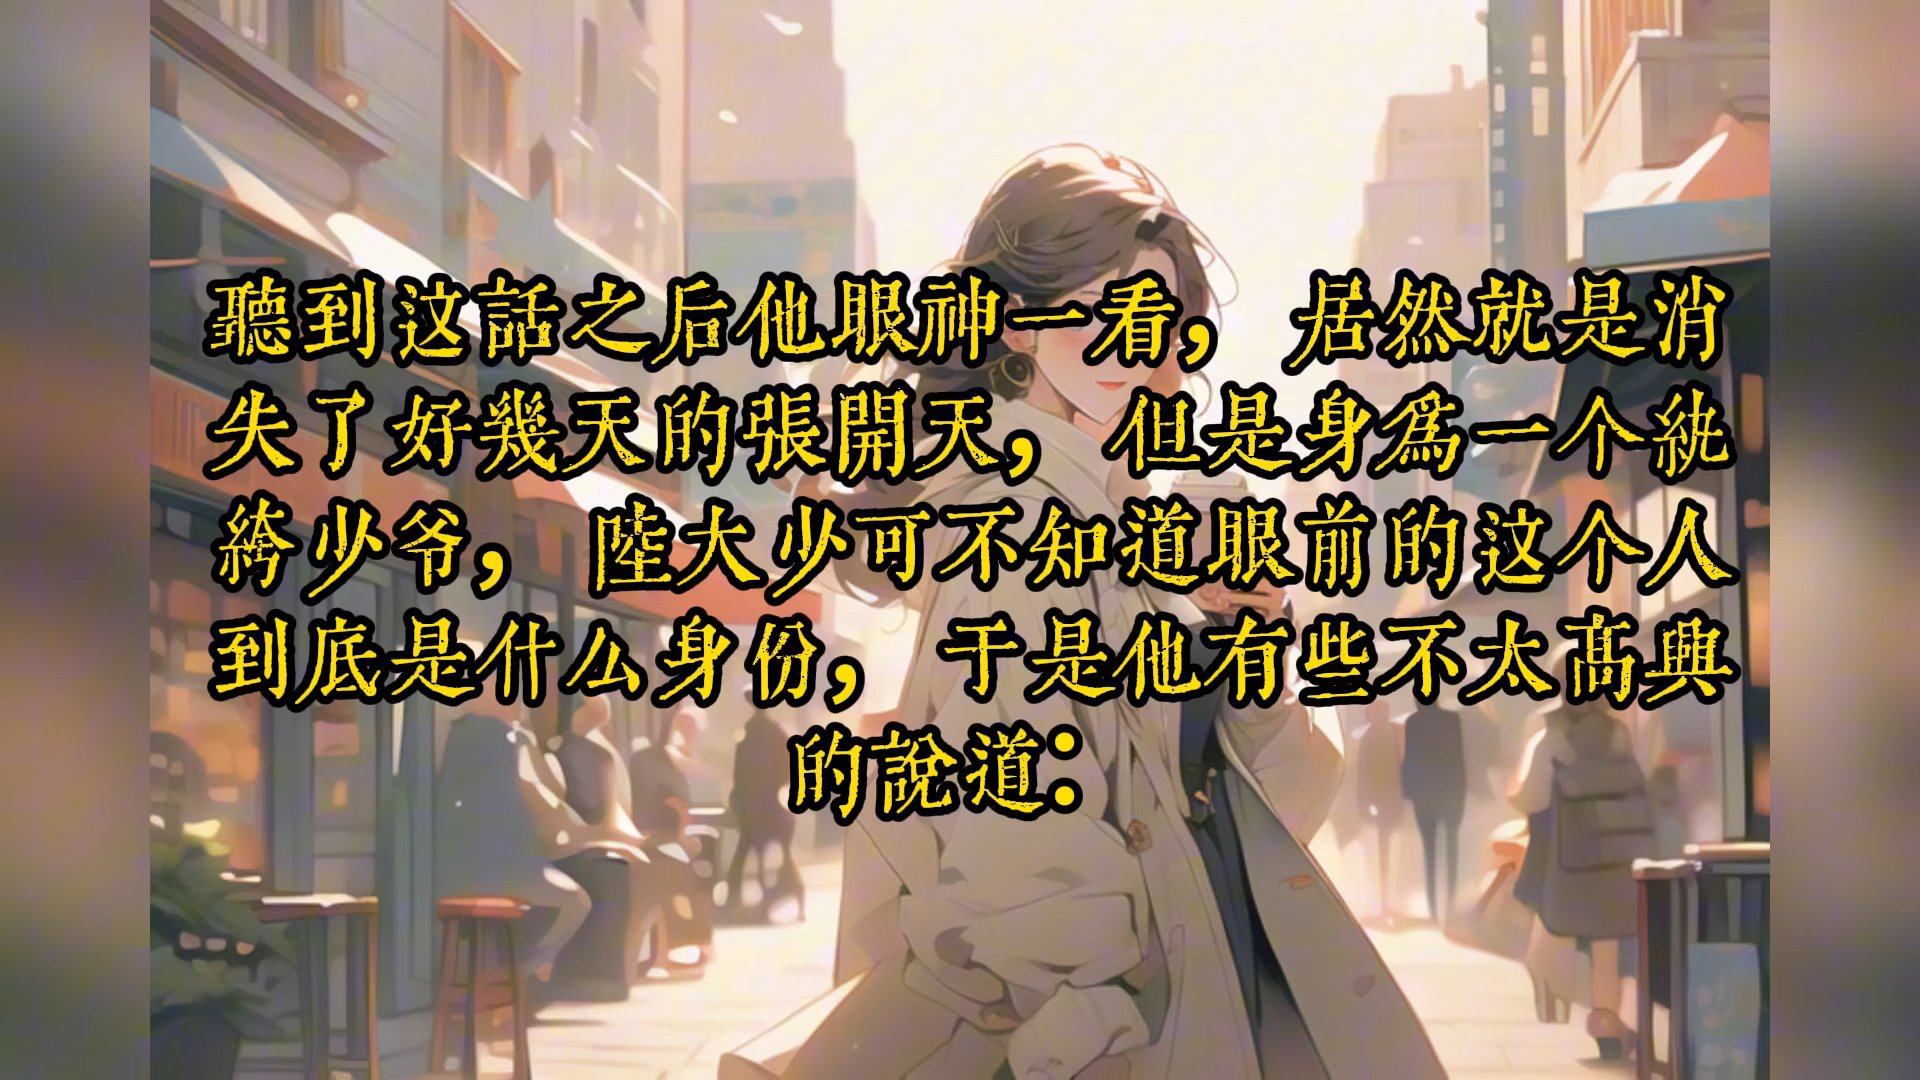 聽到这話之后他眼神一看，居然就是消
失了好幾天的張開天，但是身爲一个紈
絝少爷，陸大少可不知道眼前的这个人
到底是什么身份，于是他有些不太高興
的說道：